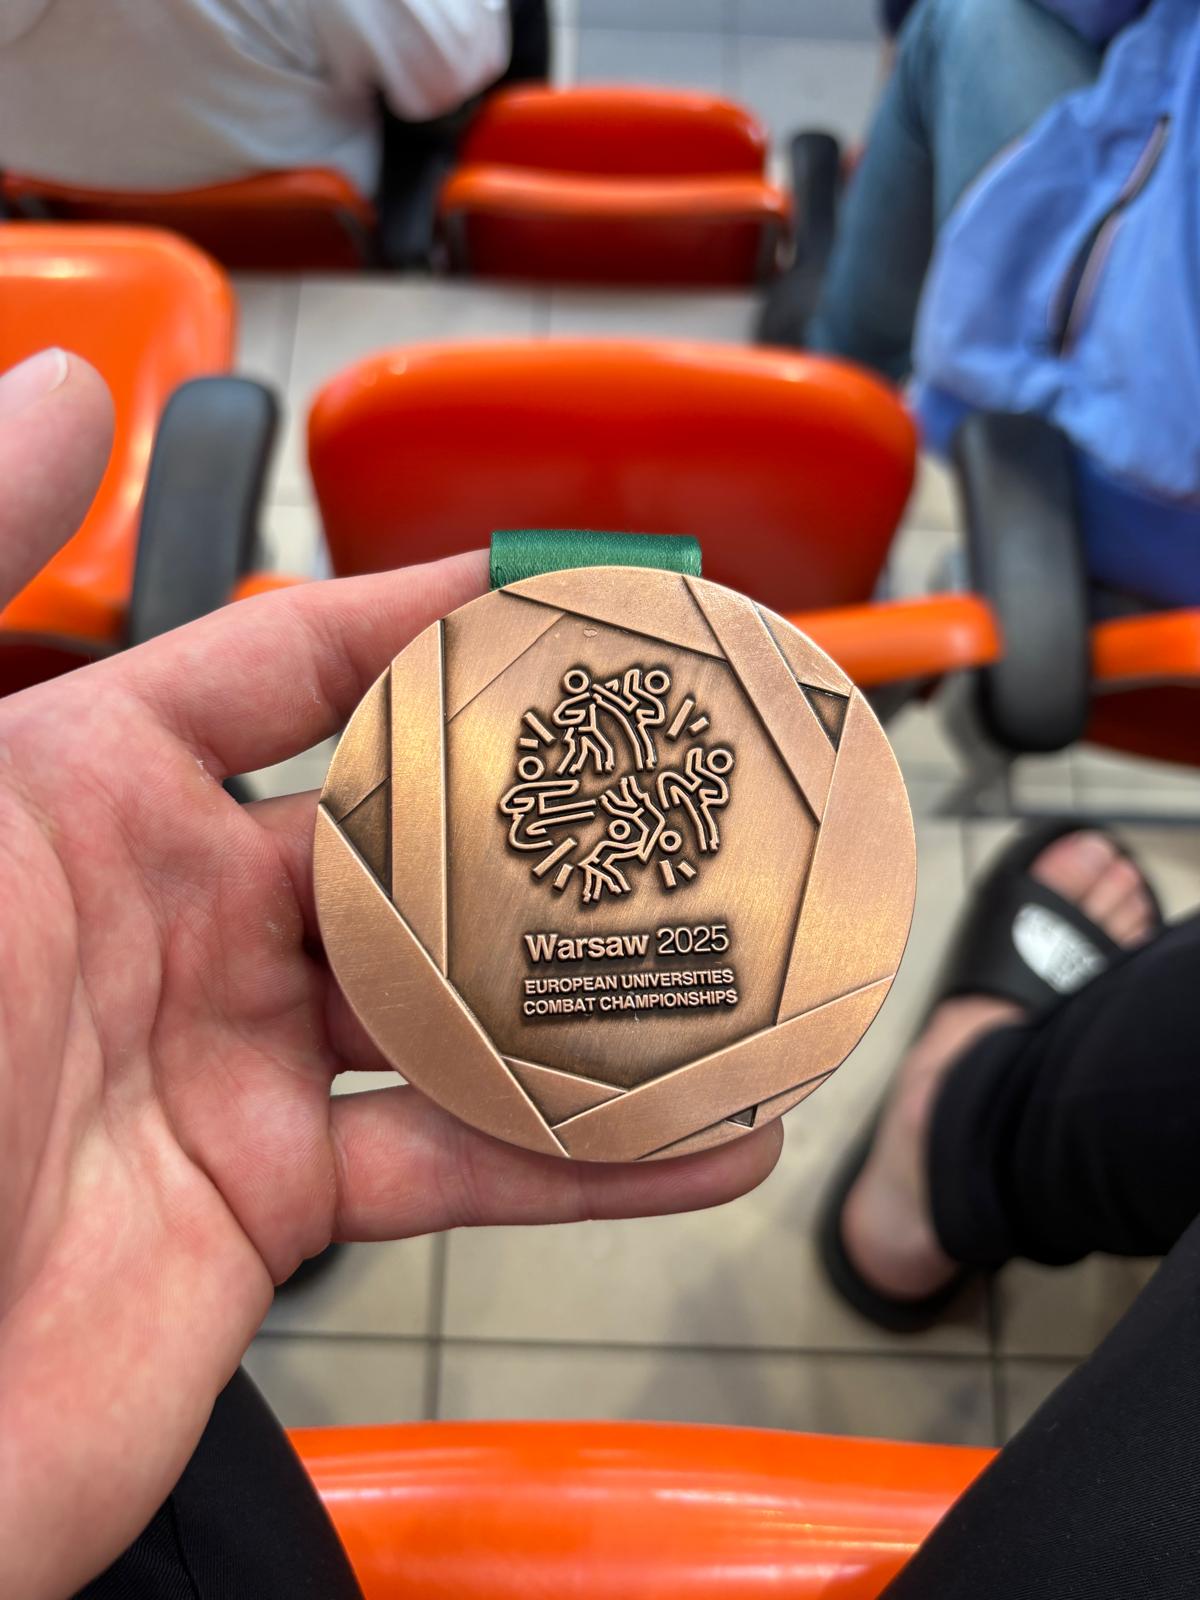 Warsaw 2025
EUROPEAN UNIVERSITIES
COMBAT CHAMPIONSHIPS